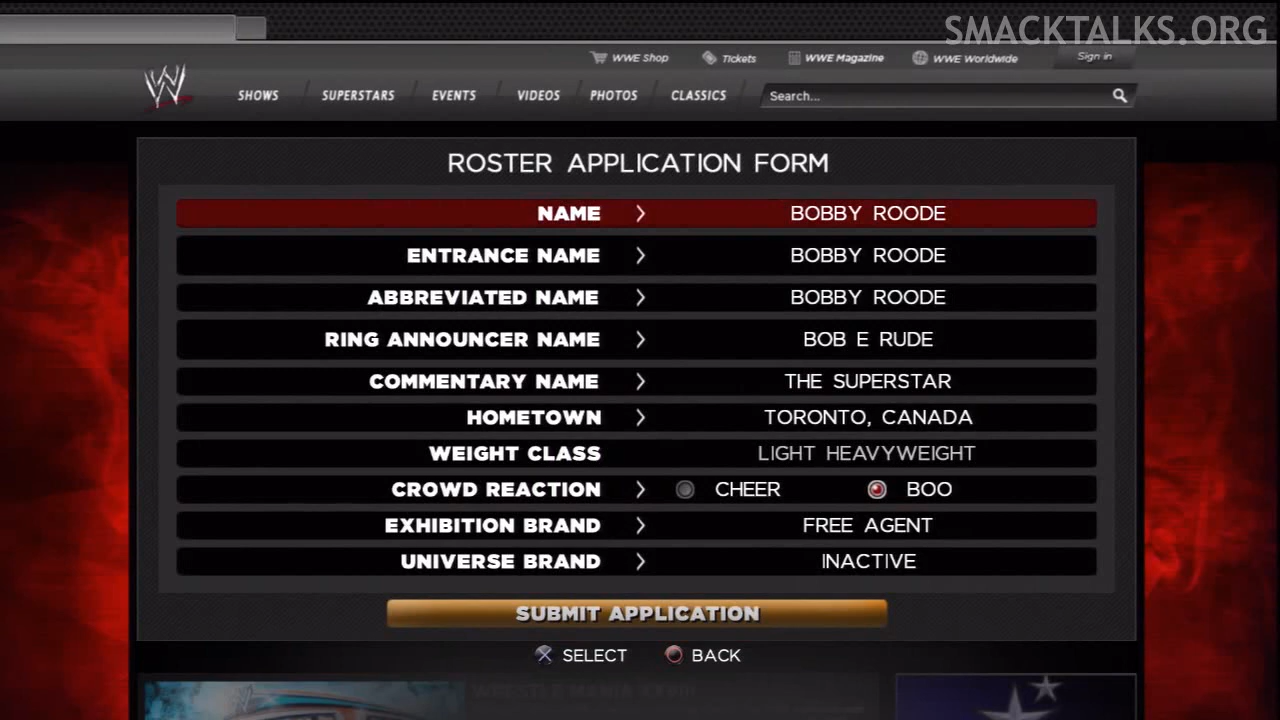 SMACKTALKS.ORG
WWE Shop Tickets WWE Magazine WWE Worldwide Sign in
W SHOWS SUPERSTARS EVENTS VIDEOS PHOTOS CLASSICS Search...
ROSTER APPLICATION FORM
NAME > BOBBY ROODE
ENTRANCE NAME > BOBBY ROODE
ABBREVIATED NAME > BOBBY ROODE
RING ANNOUNCER NAME > BOB E RUDE
COMMENTARY NAME > THE SUPERSTAR
HOMETOWN > TORONTO, CANADA
WEIGHT CLASS LIGHT HEAVYWEIGHT
CROWD REACTION > CHEER BOO
EXHIBITION BRAND > FREE AGENT
UNIVERSE BRAND > INACTIVE
SUBMIT APPLICATION
SELECT BACK